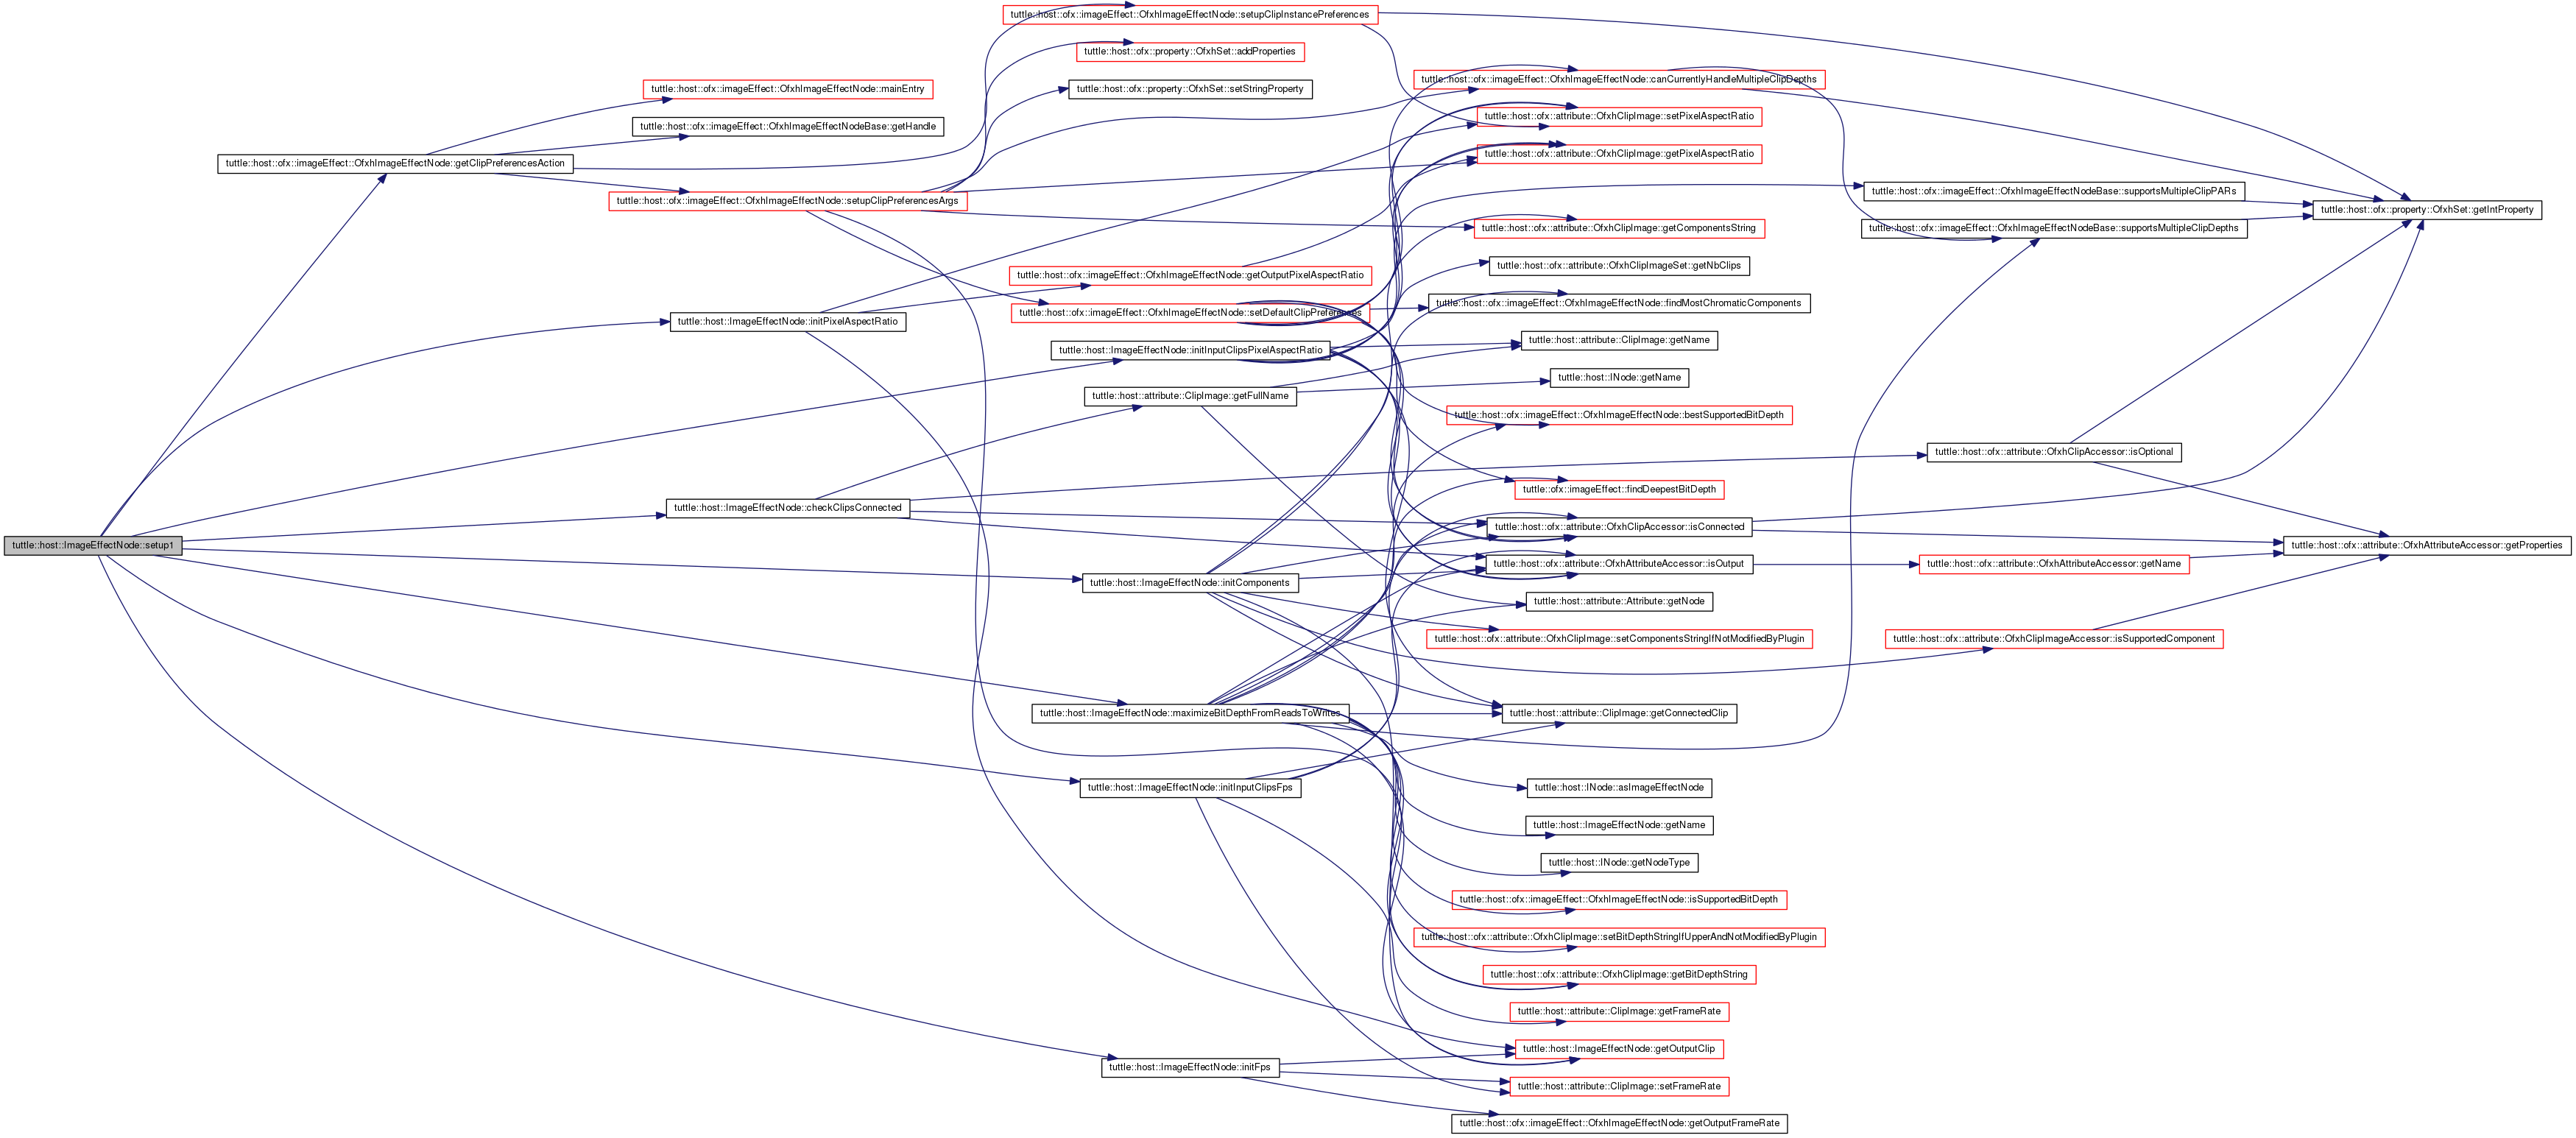 tuttle::host::ImageEffectNode::setup1
tuttle::host::ofx::imageEffect::OfxhImageEffectNode::getClipPreferencesAction
tuttle::host::ofx::imageEffect::OfxhImageEffectNode::mainEntry
tuttle::host::ofx::imageEffect::OfxhImageEffectNodeBase::getHandle
tuttle::host::ofx::imageEffect::OfxhImageEffectNode::setupClipPreferencesArgs
tuttle::host::ImageEffectNode::initPixelAspectRatio
tuttle::host::ImageEffectNode::checkClipsConnected
tuttle::host::ofx::imageEffect::OfxhImageEffectNode::setupClipInstancePreferences
tuttle::host::ofx::property::OfxhSet::addProperties
tuttle::host::ofx::property::OfxhSet::setStringProperty
tuttle::host::ofx::imageEffect::OfxhImageEffectNode::getOutputPixelAspectRatio
tuttle::host::ofx::imageEffect::OfxhImageEffectNode::setDefaultClipPreferences
tuttle::host::ImageEffectNode::initInputClipsPixelAspectRatio
tuttle::host::attribute::ClipImage::getFullName
tuttle::host::ImageEffectNode::initComponents
tuttle::host::ImageEffectNode::maximizeBitDepthFromReadsToWrites
tuttle::host::ImageEffectNode::initInputClipsFps
tuttle::host::ImageEffectNode::initFps
tuttle::host::ofx::imageEffect::OfxhImageEffectNode::canCurrentlyHandleMultipleClipDepths
tuttle::host::ofx::attribute::OfxhClipImage::setPixelAspectRatio
tuttle::host::ofx::attribute::OfxhClipImage::getPixelAspectRatio
tuttle::host::ofx::attribute::OfxhClipImage::getComponentsString
tuttle::host::ofx::attribute::OfxhClipImageSet::getNbClips
tuttle::host::ofx::imageEffect::OfxhImageEffectNode::findMostChromaticComponents
tuttle::host::attribute::ClipImage::getName
tuttle::host::INode::getName
tuttle::host::ofx::imageEffect::OfxhImageEffectNode::bestSupportedBitDepth
tuttle::ofx::imageEffect::findDeepestBitDepth
tuttle::host::ofx::attribute::OfxhClipAccessor::isConnected
tuttle::host::ofx::attribute::OfxhAttributeAccessor::isOutput
tuttle::host::attribute::Attribute::getNode
tuttle::host::ofx::attribute::OfxhClipImage::setComponentsStringIfNotModifiedByPlugin
tuttle::host::attribute::ClipImage::getConnectedClip
tuttle::host::INode::asImageEffectNode
tuttle::host::ImageEffectNode::getName
tuttle::host::INode::getNodeType
tuttle::host::ofx::imageEffect::OfxhImageEffectNode::isSupportedBitDepth
tuttle::host::ofx::attribute::OfxhClipImage::setBitDepthStringIfUpperAndNotModifiedByPlugin
tuttle::host::ofx::attribute::OfxhClipImage::getBitDepthString
tuttle::host::attribute::ClipImage::getFrameRate
tuttle::host::ImageEffectNode::getOutputClip
tuttle::host::attribute::ClipImage::setFrameRate
tuttle::host::ofx::imageEffect::OfxhImageEffectNode::getOutputFrameRate
tuttle::host::ofx::imageEffect::OfxhImageEffectNodeBase::supportsMultipleClipPARs
tuttle::host::ofx::imageEffect::OfxhImageEffectNodeBase::supportsMultipleClipDepths
tuttle::host::ofx::attribute::OfxhClipAccessor::isOptional
tuttle::host::ofx::attribute::OfxhAttributeAccessor::getName
tuttle::host::ofx::attribute::OfxhClipImageAccessor::isSupportedComponent
tuttle::host::ofx::property::OfxhSet::getIntProperty
tuttle::host::ofx::attribute::OfxhAttributeAccessor::getProperties